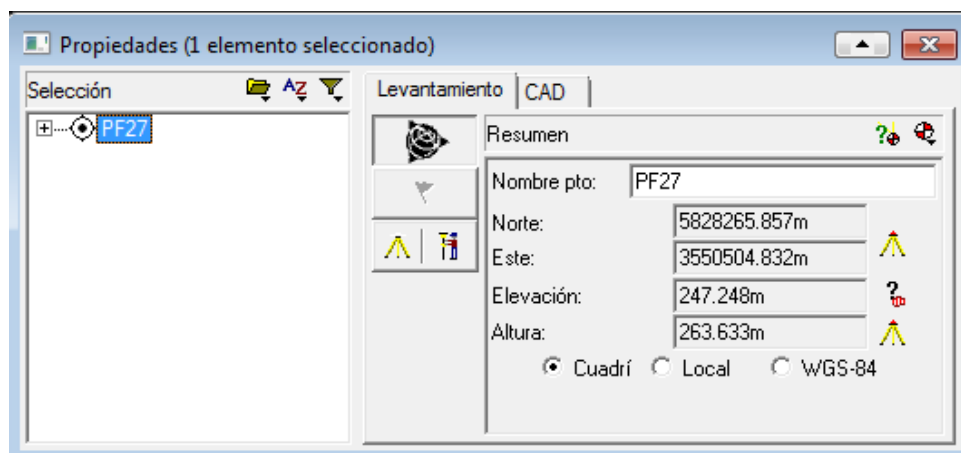 Propiedades (1 elemento seleccionado)
Selección
PF27
Levantamiento
CAD
Resumen
Nombre pto: PF27
Norte: 5828265.857m
Este: 3550504.832m
Elevación: 247.248m
Altura: 263.633m
Cuadrí Local WGS-84